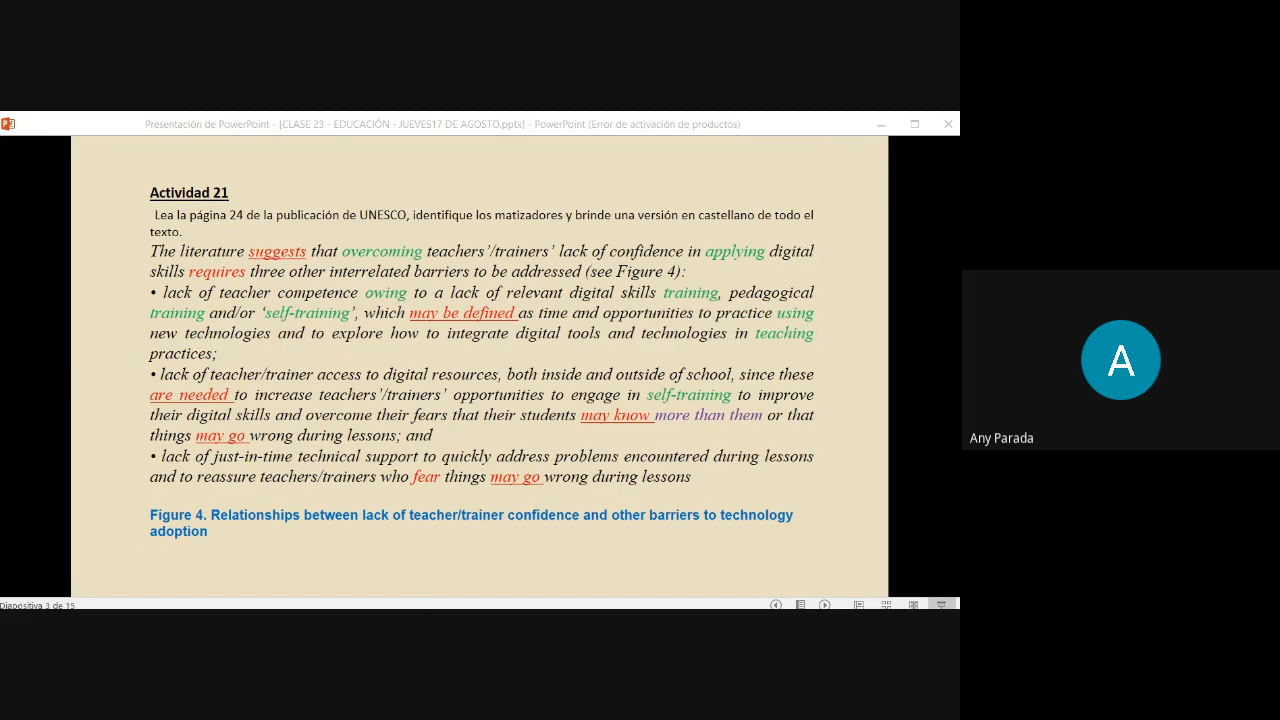 Presentación de PowerPoint - [CLASE 23 - EDUCACIÓN - JUEVES17 DE AGOSTO.pptx] - PowerPoint (Error de activación de productos)
Actividad 21
Lea la página 24 de la publicación de UNESCO, identifique los matizadores y brinde una versión en castellano de todo el
texto.
The literature suggests that overcoming teachers'/trainers' lack of confidence in applying digital
skills requires three other interrelated barriers to be addressed (see Figure 4):
• lack of teacher competence owing to a lack of relevant digital skills training, pedagogical
training and/or ‘self-training’, which may be defined as time and opportunities to practice using
new technologies and to explore how to integrate digital tools and technologies in teaching
practices;
• lack of teacher/trainer access to digital resources, both inside and outside of school, since these
are needed to increase teachers'/trainers' opportunities to engage in self-training to improve
their digital skills and overcome their fears that their students may know more than them or that
things may go wrong during lessons; and
• lack of just-in-time technical support to quickly address problems encountered during lessons
and to reassure teachers/trainers who fear things may go wrong during lessons
Figure 4. Relationships between lack of teacher/trainer confidence and other barriers to technology
adoption
Diapositiva 3 de 15
A
Any Parada